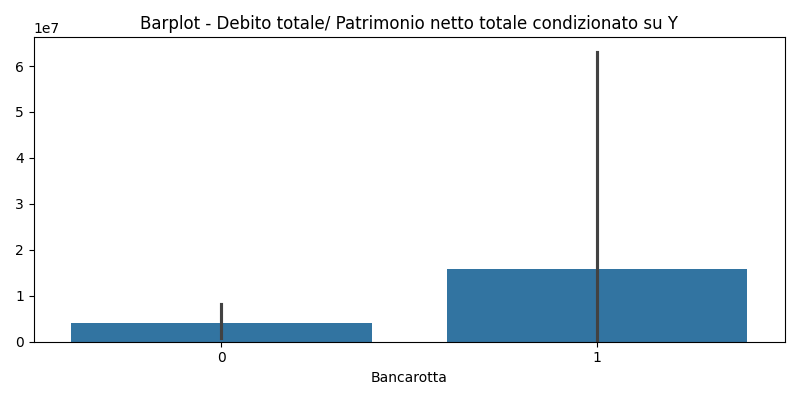 Barplot - Debito totale/ Patrimonio netto totale condizionato su Y
1e7
6
5
4
3
2
1
0
0 1
Bancarotta